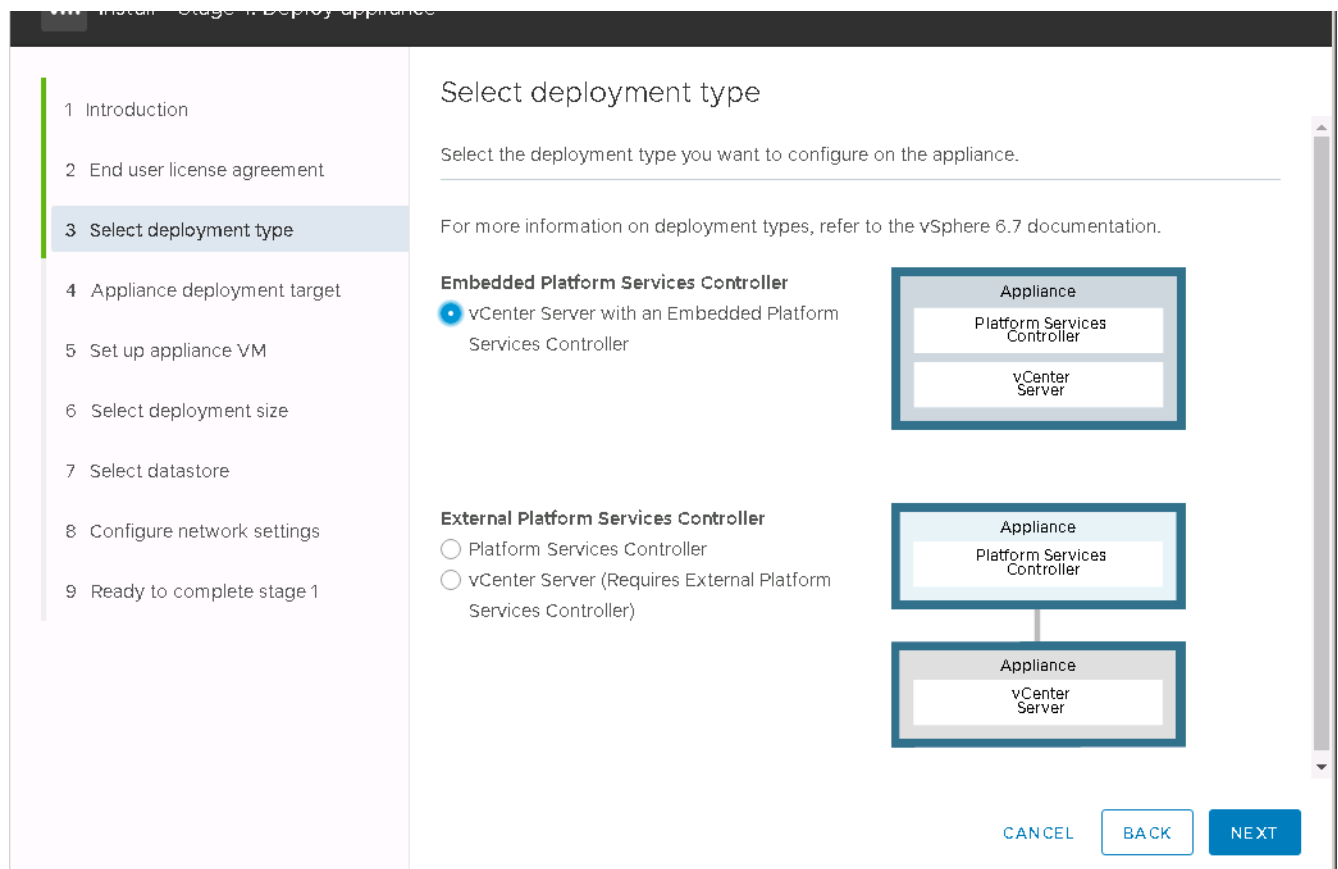 Install - Stage 1: Deploy appliance
1 Introduction
2 End user license agreement
3 Select deployment type
4 Appliance deployment target
5 Set up appliance VM
6 Select deployment size
7 Select datastore
8 Configure network settings
9 Ready to complete stage 1
Select deployment type
Select the deployment type you want to configure on the appliance.
For more information on deployment types, refer to the vSphere 6.7 documentation.
Embedded Platform Services Controller
vCenter Server with an Embedded Platform
Services Controller
Appliance
Platform Services
Controller
vCenter
Server
External Platform Services Controller
Platform Services Controller
vCenter Server (Requires External Platform
Services Controller)
Appliance
Platform Services
Controller
Appliance
vCenter
Server
CANCEL
BACK
NEXT